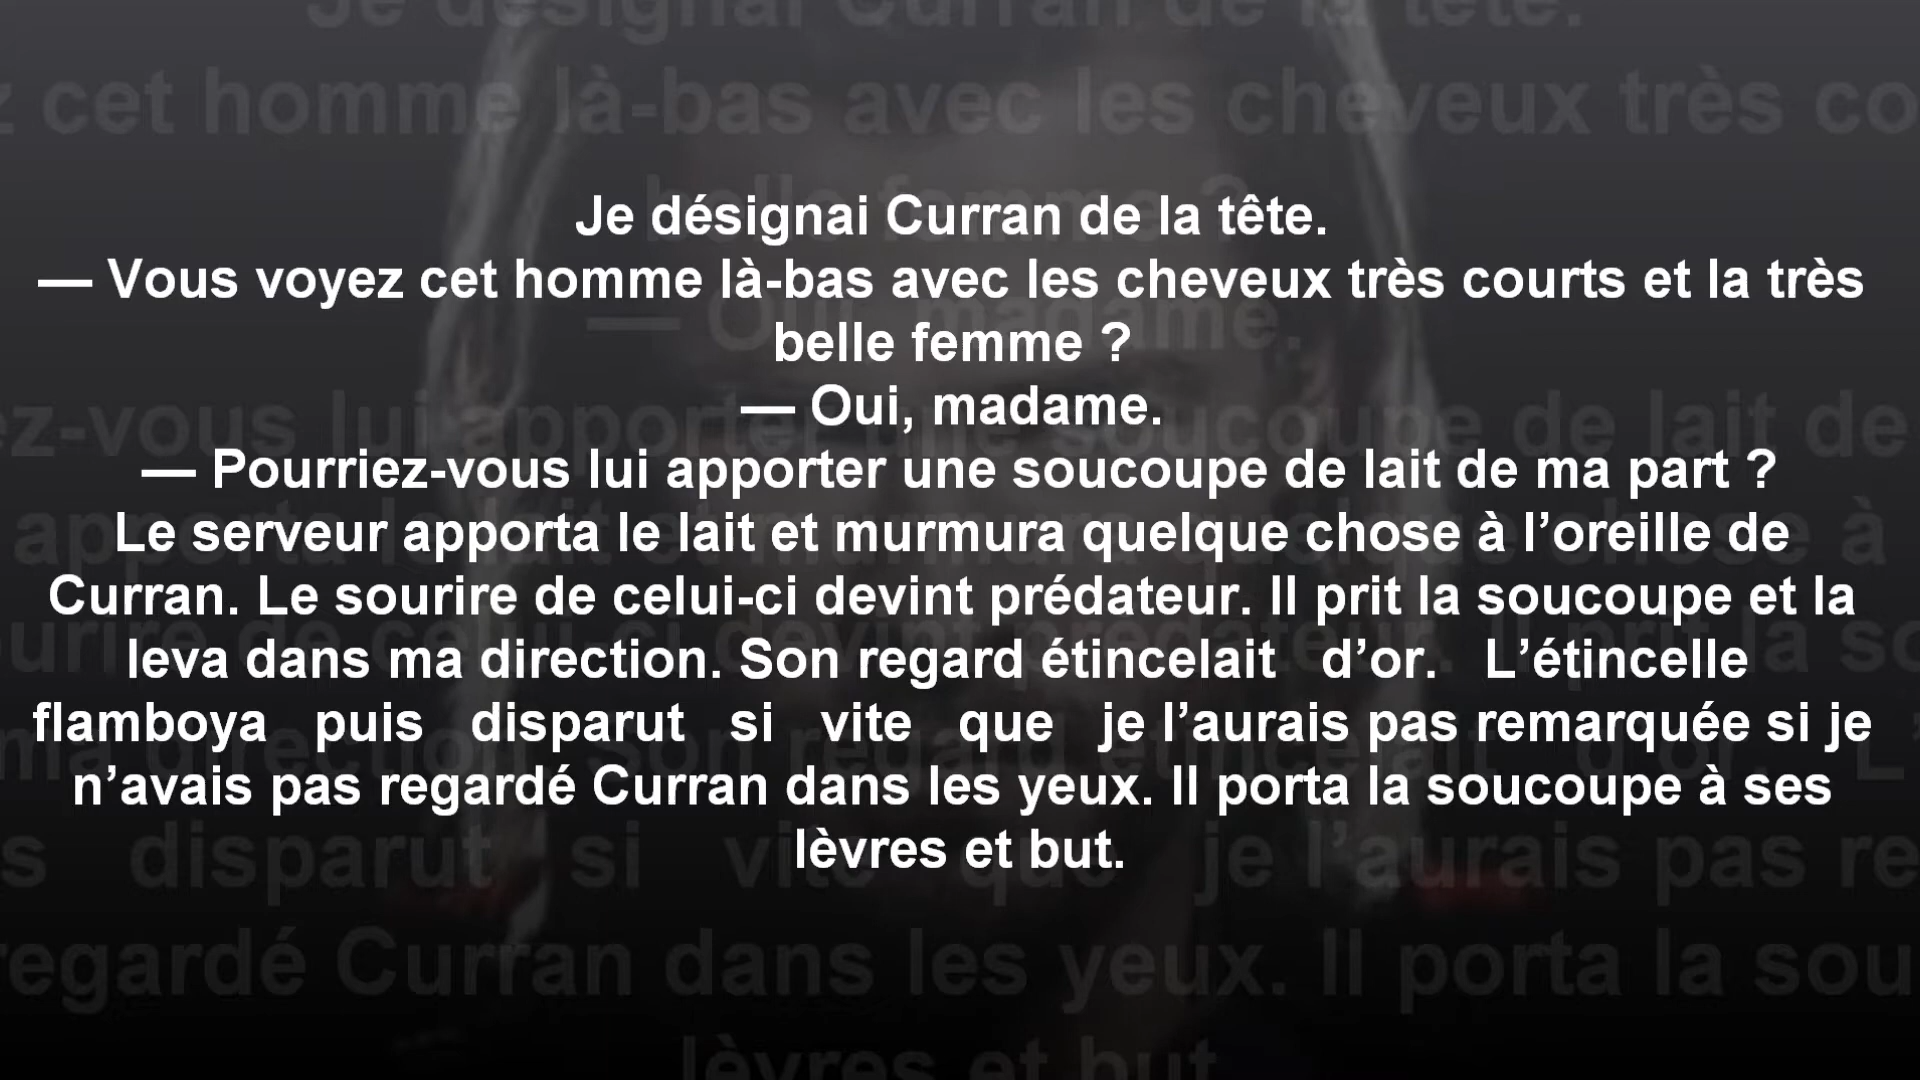 Je désignai Curran de la tête.
— Vous voyez cet homme là-bas avec les cheveux très courts et la très
belle femme ?
— Oui, madame.
— Pourriez-vous lui apporter une soucoupe de lait de ma part ?
Le serveur apporta le lait et murmura quelque chose à l’oreille de
Curran. Le sourire de celui-ci devint prédateur. Il prit la soucoupe et la
leva dans ma direction. Son regard étincelait   d’or.   L’étincelle
flamboya   puis   disparut   si   vite   que   je l’aurais pas remarquée si je
n’avais pas regardé Curran dans les yeux. Il porta la soucoupe à ses
lèvres et but.